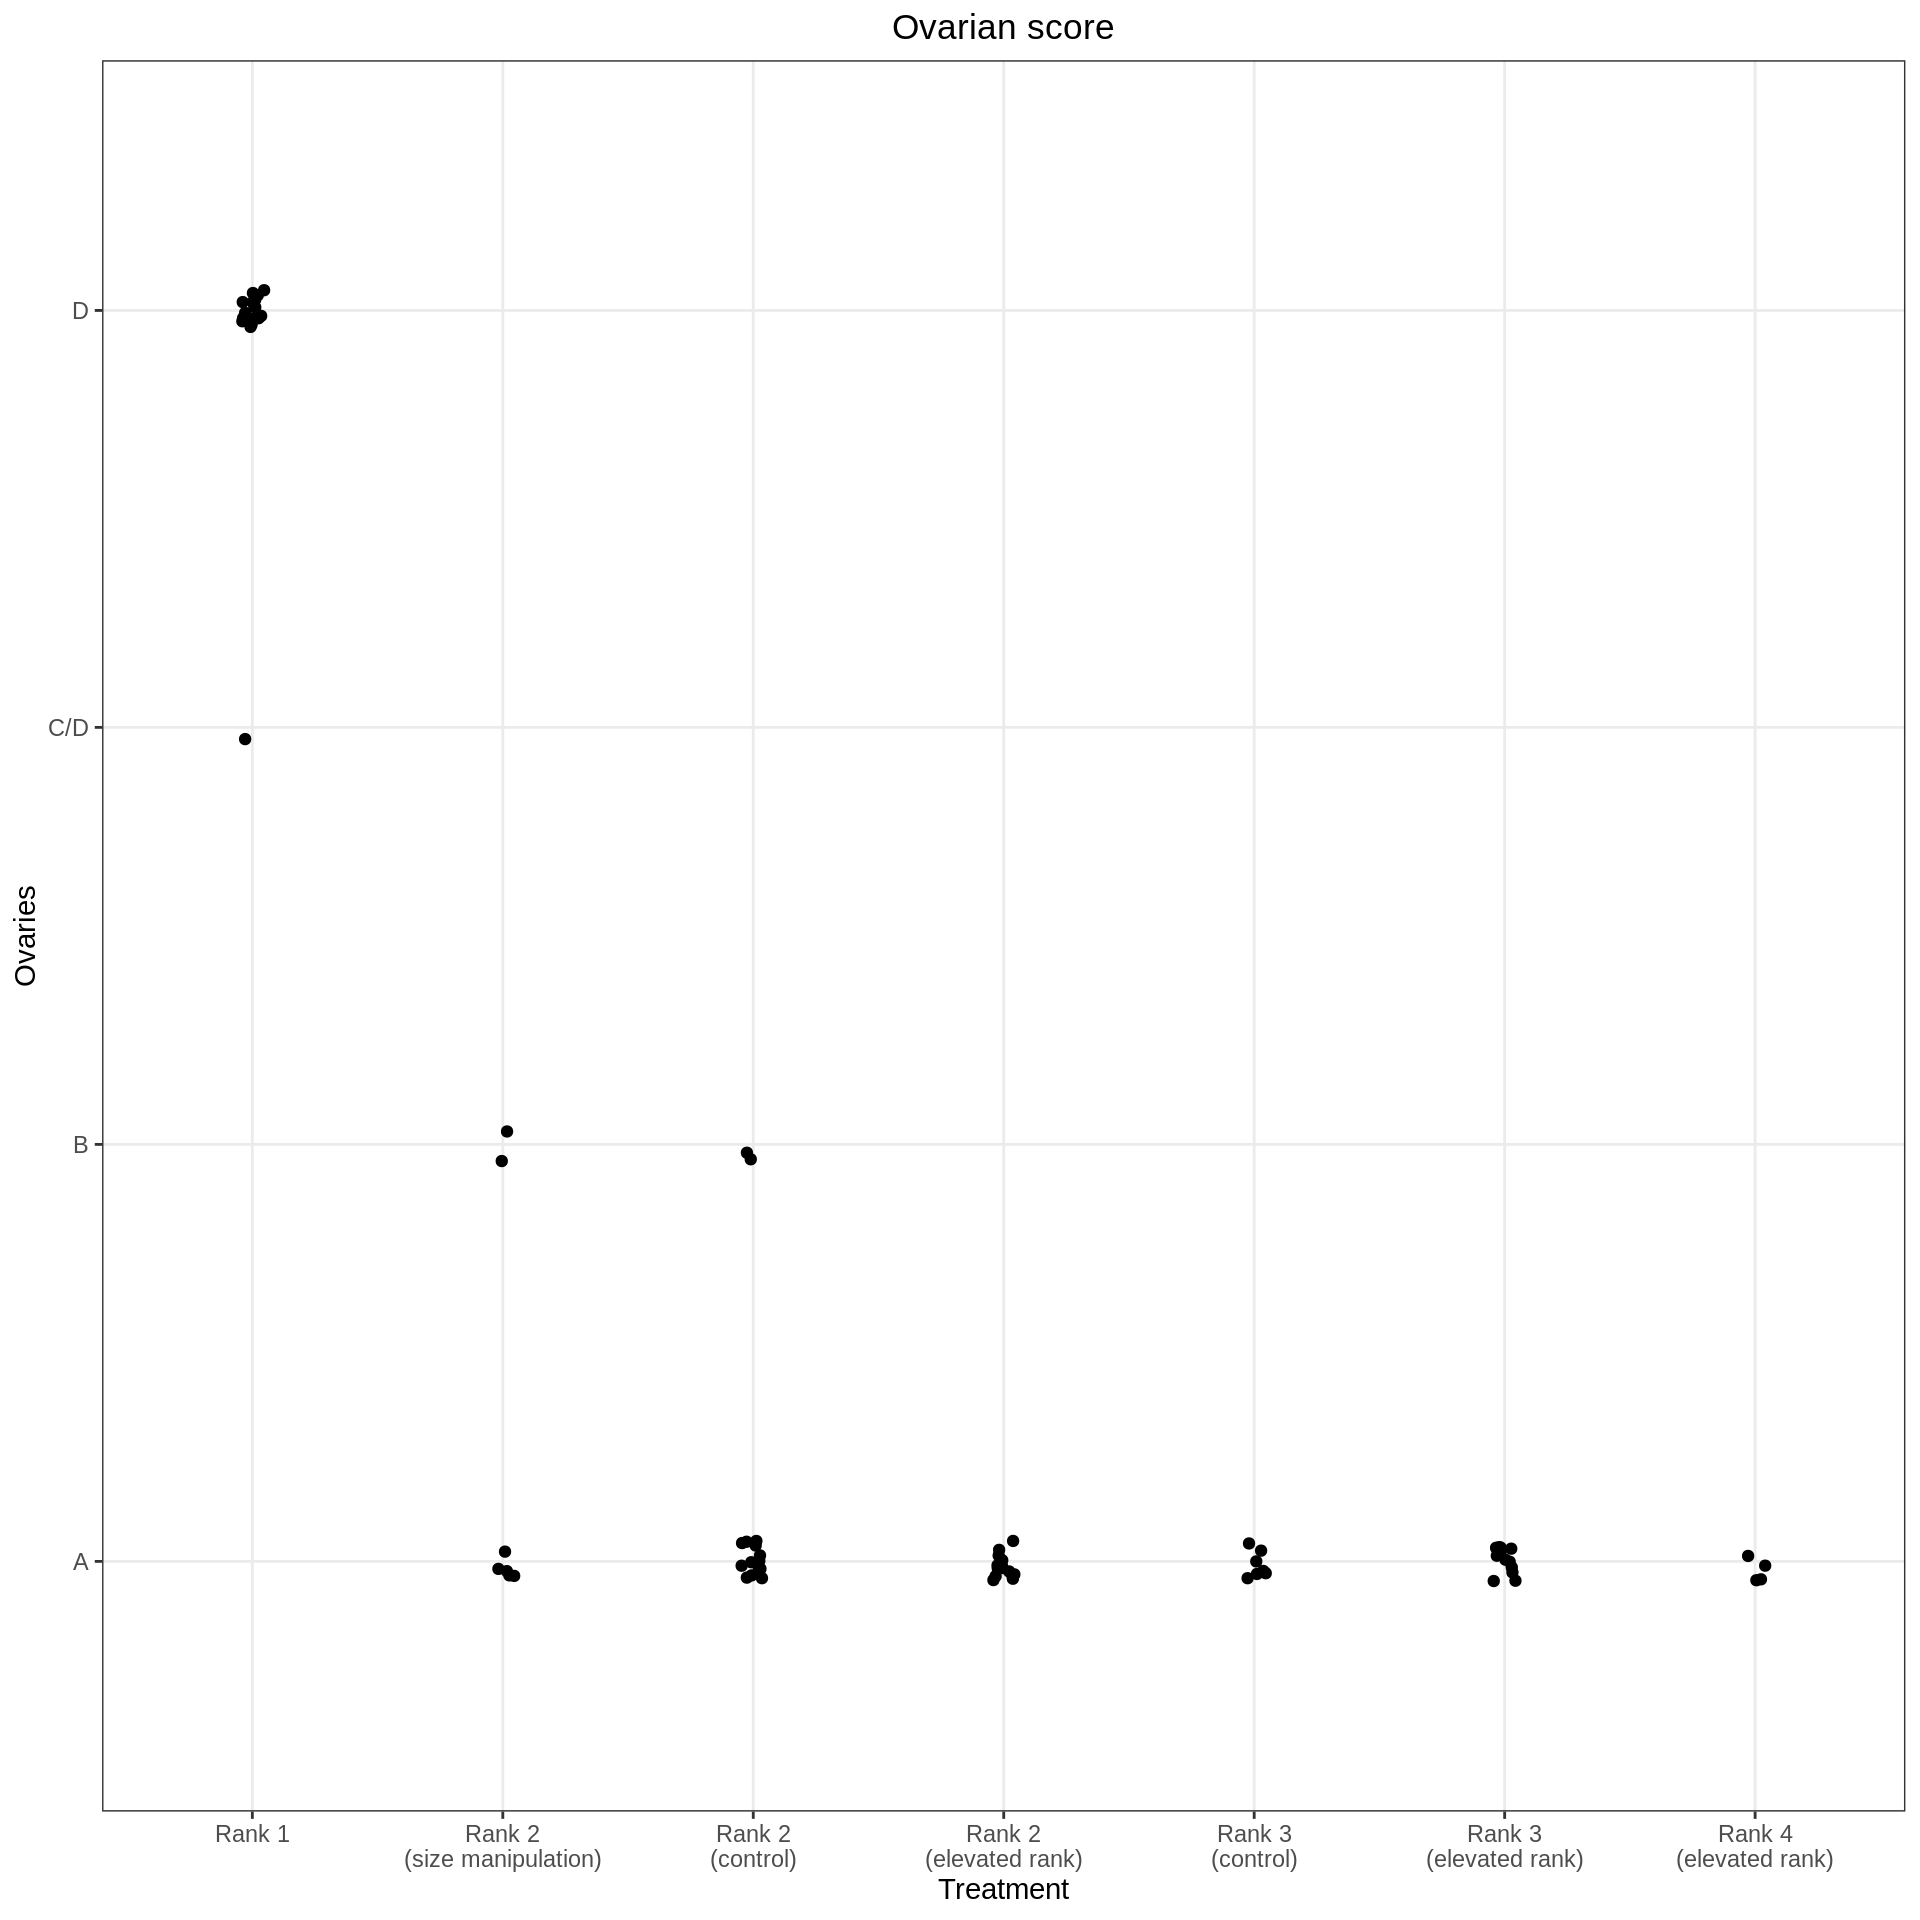 Ovarian score
D
C/D
B
A
Ovaries
Rank 1
Rank 2
(size manipulation)
Rank 2
(control)
Rank 2
(elevated rank)
Rank 3
(control)
Rank 3
(elevated rank)
Rank 4
(elevated rank)
Treatment